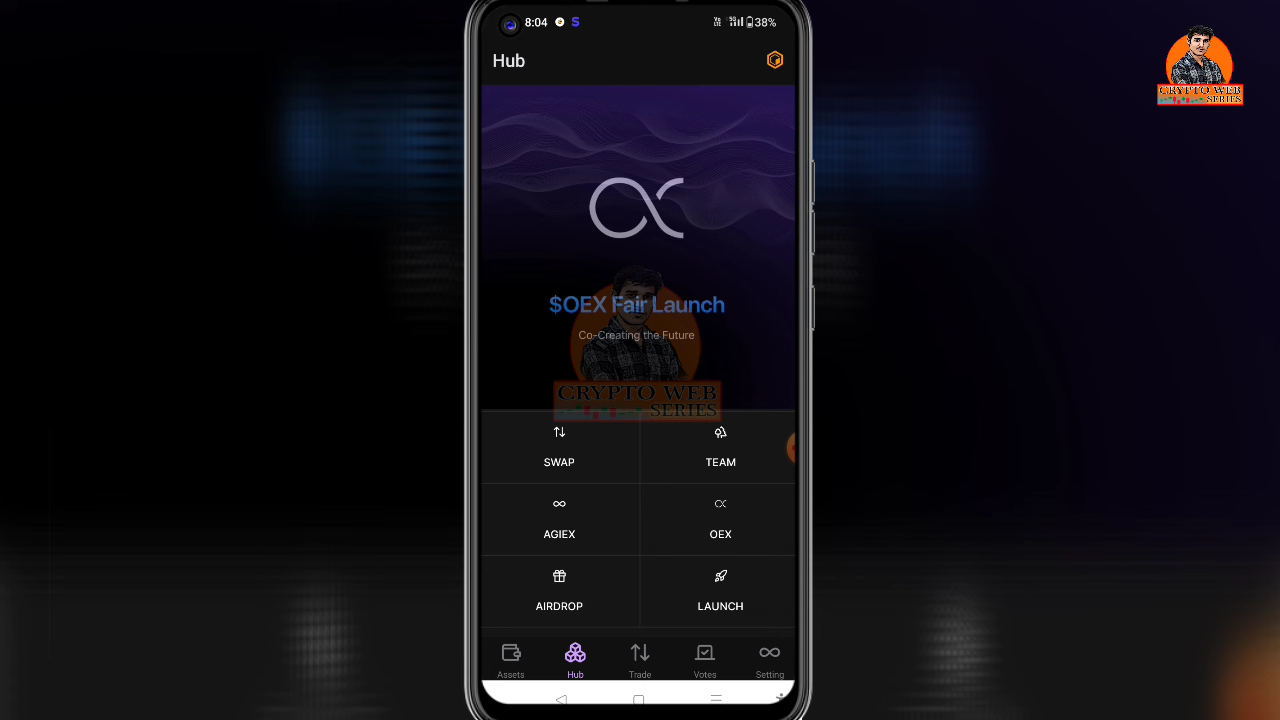 8:04 S 38%
Hub
CRYPTO WEB
SERIES
$OEX Fair Launch
Co-Creating the Future
CRYPTO WEB
SERIES
SWAP TEAM
AGIEX OEX
AIRDROP LAUNCH
Assets Hub Trade Votes Setting